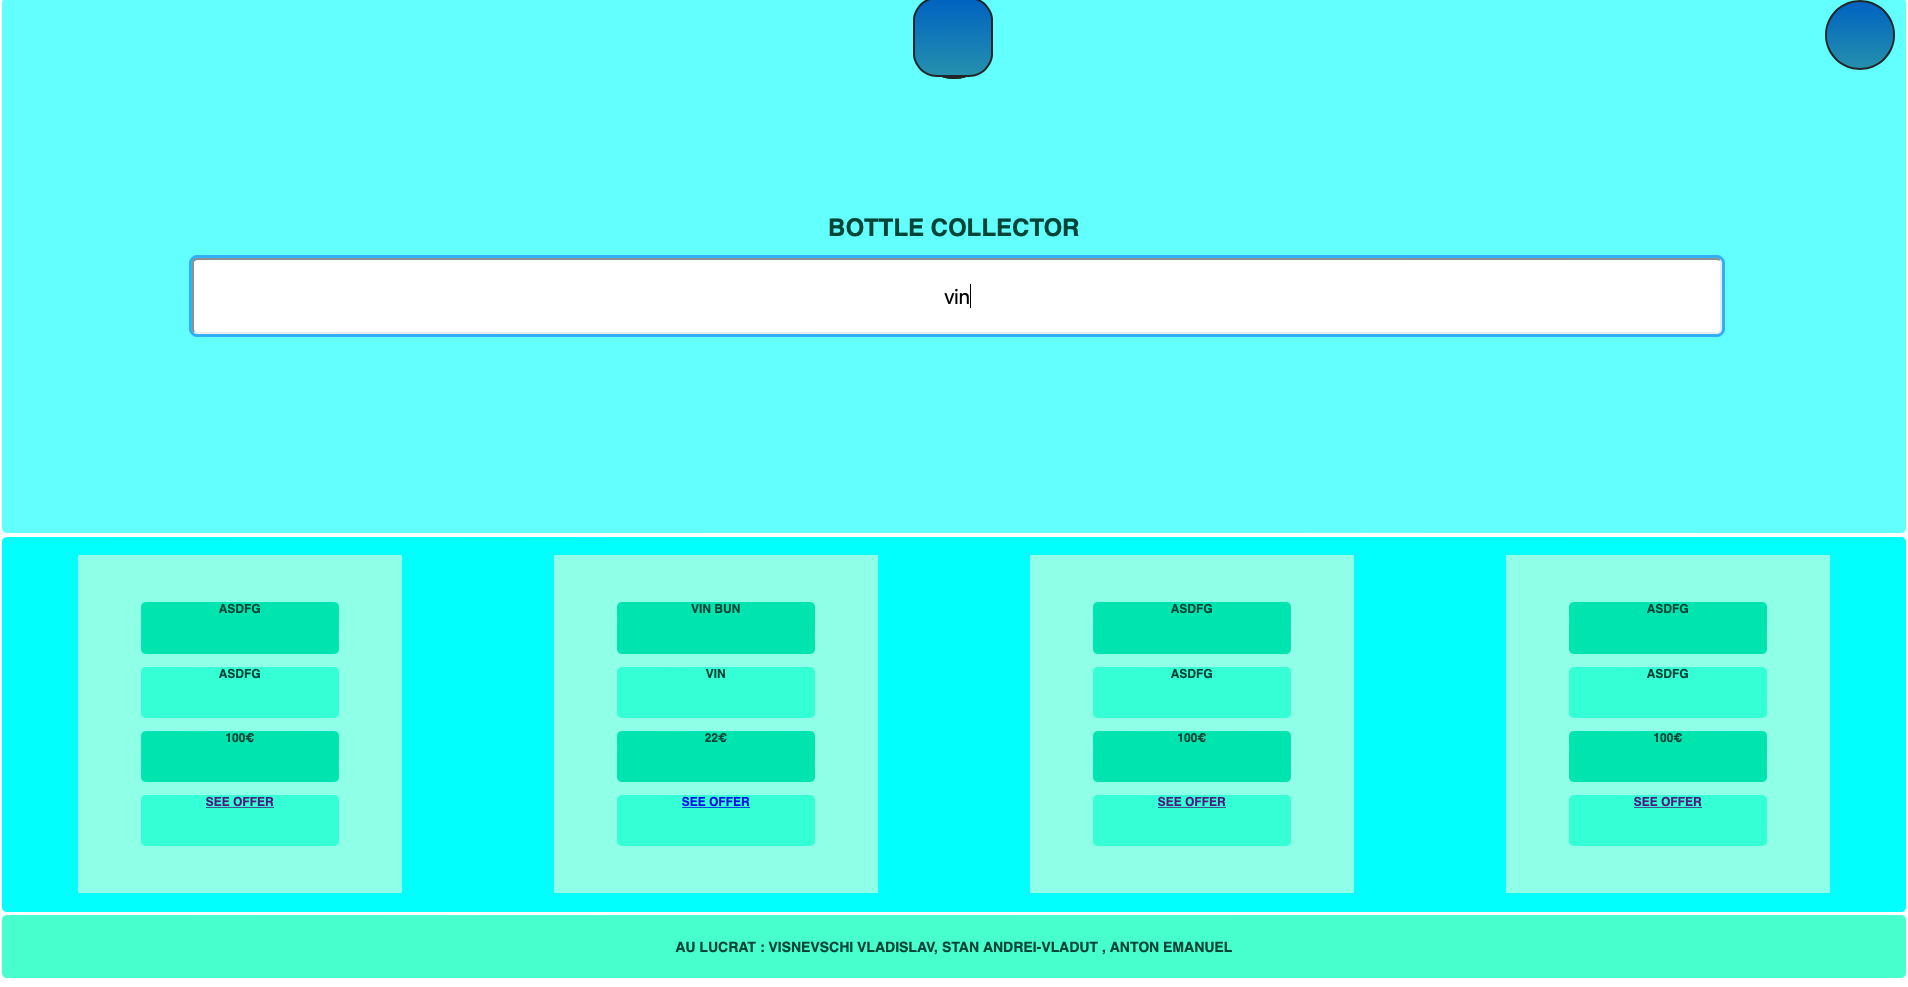 BOTTLE COLLECTOR
vin
ASDFG
ASDFG
100€
SEE OFFER
VIN BUN
VIN
22€
SEE OFFER
ASDFG
ASDFG
100€
SEE OFFER
ASDFG
ASDFG
100€
SEE OFFER
AU LUCRAT : VISNEVSCHI VLADISLAV, STAN ANDREI-VLADUT , ANTON EMANUEL